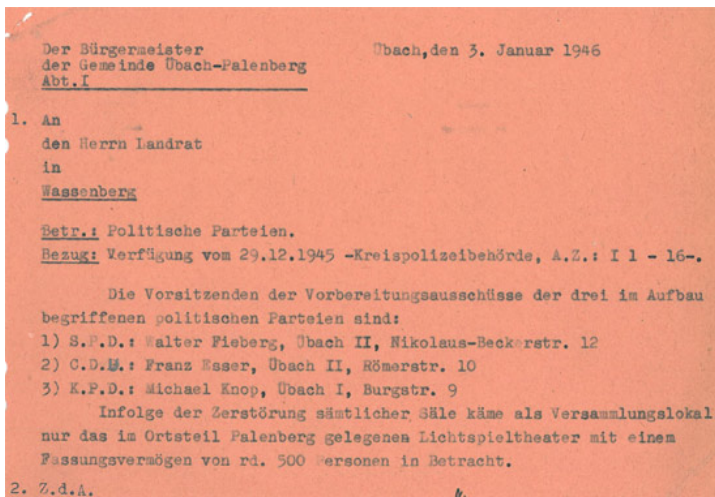 Der Bürgermeister
der Gemeinde Übach-Palenberg
Abt.I
Übach,den 3. Januar 1946
1. An
den Herrn Landrat
in
Wassenberg
Betr.: Politische Parteien.
Bezug: Verfügung vom 29.12.1945 -Kreispolizeibehörde, A.Z.: I 1 - 16-.
Die Vorsitzenden der Vorbereitungsausschüsse der drei im Aufbau
begriffenen politischen Parteien sind:
1) S.P.D.: Walter Fieberg, Übach II, Nikolaus-Beckerstr. 12
2) C.D.U.: Franz Esser, Übach II, Römerstr. 10
3) K.P.D.: Michael Knop, Übach I, Burgstr. 9
Infolge der Zerstörung sämtlicher Säle käme als Versammlungslokal
nur das im Ortsteil Palenberg gelegenen Lichtspieltheater mit einem
Fassungsvermögen von rd. 500 Personen in Betracht.
2. Z.d.A.